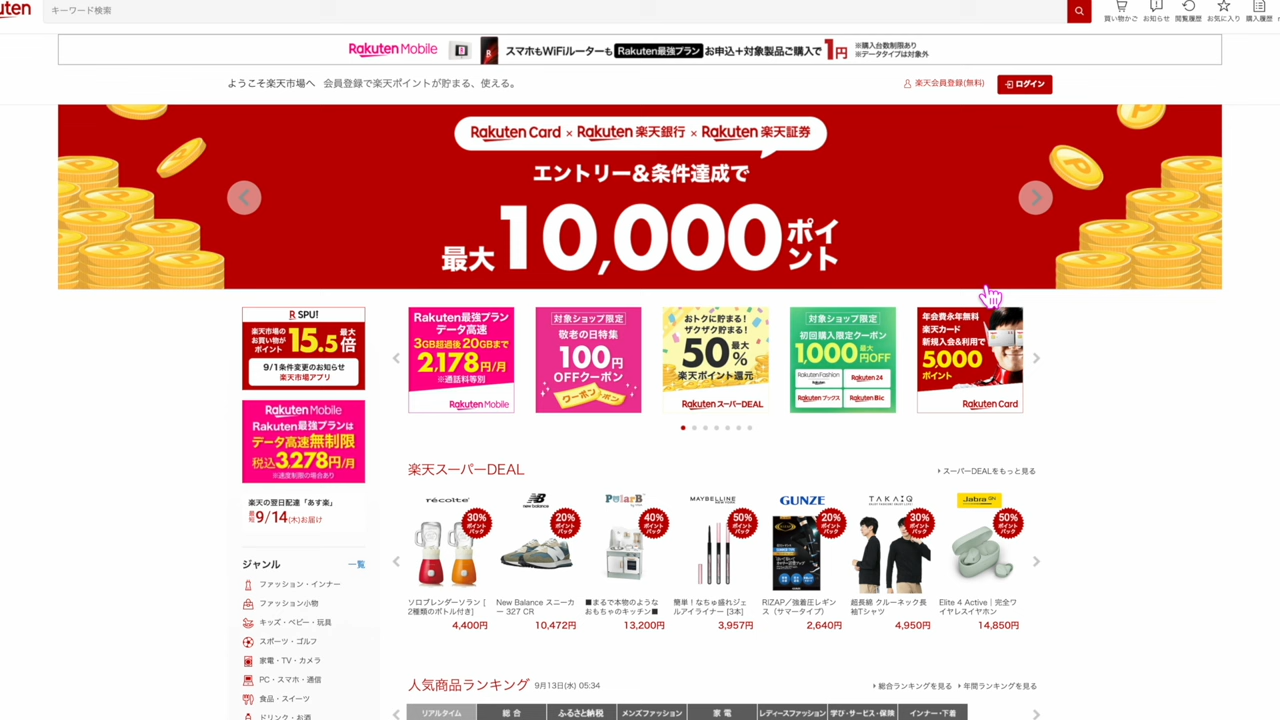 キーワード検索
買い物かご お知らせ 閲覧履歴 お気に入り 購入履歴
Rakuten Mobile スマホもWiFiルーターも Rakuten最強プラン お申込+対象製品ご購入で 1円 ※購入台数制限あり
※データタイプは対象外
ようこそ楽天市場へ 会員登録で楽天ポイントが貯まる、使える。
楽天会員登録(無料) ログイン
Rakuten Card × Rakuten 楽天銀行 × Rakuten 楽天証券
エントリー&条件達成で
最大10,000ポイント
R SPU!
楽天市場の
お買い物が
ポイント
15.5倍 最大
9/1条件変更のお知らせ
楽天市場アプリ
Rakuten Mobile
Rakuten最強プランは
データ高速無制限
税込3,278円/月
※速度制限の場合あり
楽天の翌日配達「あす楽」
最短9/14(木)お届け
Rakuten最強プラン
データ高速
3GB超過後20GBまで
2,178円/月
※通話料等別
Rakuten Mobile
対象ショップ限定
敬老の日特集
100円
OFFクーポン
クーポン
おトクに貯まる!
ザクザク貯まる!
最大
50%
楽天ポイント還元
Rakuten スーパーDEAL
対象ショップ限定
初回購入限定クーポン
最大
1,000円OFF
Rakuten Fashion
Rakuten 24
Rakuten ブックス
Rakuten Bic
年会費永年無料
楽天カード
新規入会&利用で
5,000
ポイント
Rakuten Card
楽天スーパーDEAL
スーパーDEALをもっと見る
récolte
30%
ポイント
バック
ソロブレンダーソラン [
2種類のボトル付き]
4,400円
NB
new balance
20%
ポイント
バック
New Balance スニーカ
ー 327 CR
10,472円
PolarB
40%
ポイント
バック
■まるで本物のような
おもちゃのキッチン■
13,200円
MAYBELLINE
50%
ポイント
バック
簡単!なちゅ盛れジェ
ルアイライナー [3本]
3,957円
GUNZE
20%
ポイント
バック
RIZAP/強着圧レギン
ス(サマータイプ)
2,640円
TAKAIQ
30%
ポイント
バック
超長綿 クルーネック長
袖Tシャツ
4,950円
Jabra GN
50%
ポイント
バック
Elite 4 Active|完全ワ
イヤレスイヤホン
14,850円
ジャンル 一覧
ファッション・インナー
ファッション小物
キッズ・ベビー・玩具
スポーツ・ゴルフ
家電・TV・カメラ
PC・スマホ・通信
食品・スイーツ
ドリンク・お酒
人気商品ランキング 9月13日(水) 05:34
総合ランキングを見る 年間ランキングを見る
リアルタイム 総合 ふるさと納税 メンズファッション 家電 レディースファッション 学び・サービス・保険 インナー・下着